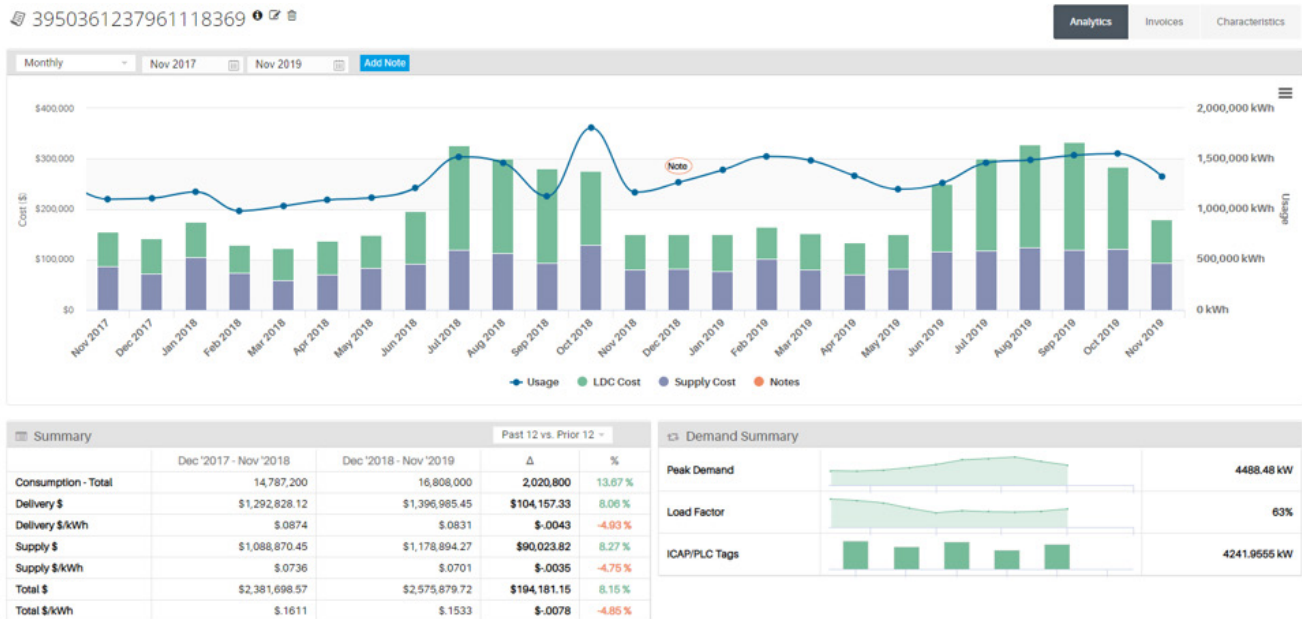 3950361237961118369
Analytics Invoices Characteristics
Monthly Nov 2017 Nov 2019 Add Note
$400,000 2,000,000 kWh
$300,000 Note 1,500,000 kWh
$200,000 1,000,000 kWh
$100,000 500,000 kWh
$0 0 kWh
Cost ($)
Usage
Nov 2017 Dec 2017 Jan 2018 Feb 2018 Mar 2018 Apr 2018 May 2018 Jun 2018 Jul 2018 Aug 2018 Sep 2018 Oct 2018 Nov 2018 Dec 2018 Jan 2019 Feb 2019 Mar 2019 Apr 2019 May 2019 Jun 2019 Jul 2019 Aug 2019 Sep 2019 Oct 2019 Nov 2019
Usage LDC Cost Supply Cost Notes
Summary Past 12 vs. Prior 12
Dec '2017 - Nov '2018 Dec '2018 - Nov '2019 Δ %
Consumption - Total 14,787,200 16,808,000 2,020,800 13.67 %
Delivery $ $1,292,828.12 $1,396,985.45 $104,157.33 8.06 %
Delivery $/kWh $.0874 $.0831 $-.0043 -4.93 %
Supply $ $1,088,870.45 $1,178,894.27 $90,023.82 8.27 %
Supply $/kWh $.0736 $.0701 $-.0035 -4.75 %
Total $ $2,381,698.57 $2,575,879.72 $194,181.15 8.15 %
Total $/kWh $.1611 $.1533 $-.0078 -4.85 %
Demand Summary
Peak Demand 4488.48 kW
Load Factor 63%
ICAP/PLC Tags 4241.9555 kW